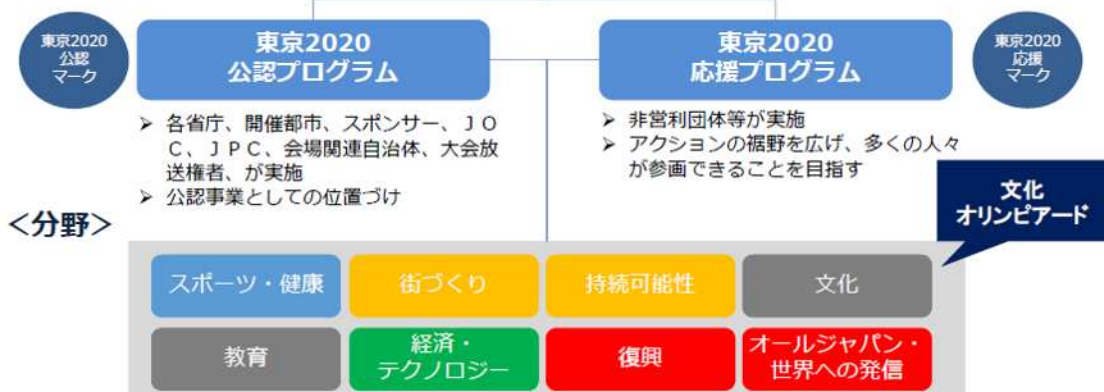 東京2020
公認
マーク
東京2020
公認プログラム
東京2020
応援プログラム
東京2020
応援
マーク
➢ 各省庁、開催都市、スポンサー、ＪＯ
Ｃ、ＪＰＣ、会場関連自治体、大会放
送権者、が実施
➢ 公認事業としての位置づけ
➢ 非営利団体等が実施
➢ アクションの裾野を広げ、多くの人々
が参画できることを目指す
文化
オリンピアード
＜分野＞
スポーツ・健康
街づくり
持続可能性
文化
教育
経済・
テクノロジー
復興
オールジャパン・
世界への発信